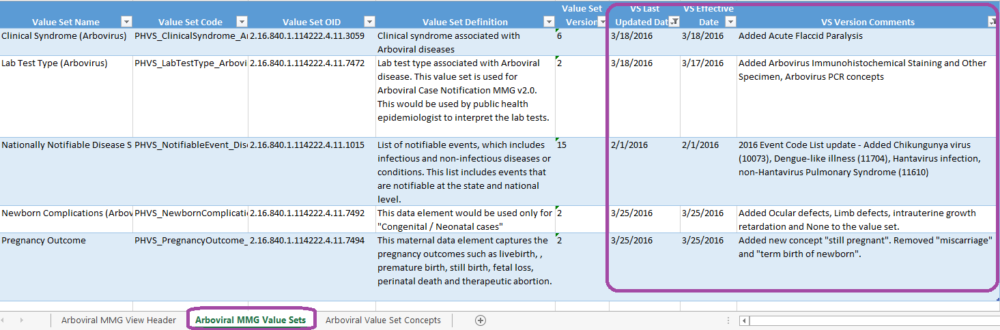 Value Set Name
Value Set Code
Value Set OID
Value Set Definition
Value Set
Version
VS Last
Updated Dat
VS Effective
Date
VS Version Comments
Clinical Syndrome (Arbovirus)
PHVS_ClinicalSyndrome_Ar
2.16.840.1.114222.4.11.3059
Clinical syndrome associated with
Arboviral diseases
6
3/18/2016
3/18/2016
Added Acute Flaccid Paralysis
Lab Test Type (Arbovirus)
PHVS_LabTestType_Arbovi
2.16.840.1.114222.4.11.7472
Lab test type associated with Arboviral
disease. This value set is used for
Arboviral Case Notification MMG v2.0.
This would be used by public health
epidemiologist to interpret the lab tests.
2
3/18/2016
3/17/2016
Added Arbovirus Immunohistochemical Staining and Other
Specimen, Arbovirus PCR concepts
Nationally Notifiable Disease S
PHVS_NotifiableEvent_Dise
2.16.840.1.114222.4.11.1015
List of notifiable events, which includes
infectious and non-infectious diseases or
conditions. This list includes events that
are notifiable at the state and national
level.
15
2/1/2016
2/1/2016
2016 Event Code List update - Added Chikungunya virus
(10073), Dengue-like illness (11704), Hantavirus infection,
non-Hantavirus Pulmonary Syndrome (11610)
Newborn Complications (Arbov
PHVS_NewbornComplicati
2.16.840.1.114222.4.11.7492
This data element would be used only for
"Congenital / Neonatal cases"
2
3/25/2016
3/25/2016
Added Ocular defects, Limb defects, intrauterine growth
retardation and None to the value set.
Pregnancy Outcome
PHVS_PregnancyOutcome_
2.16.840.1.114222.4.11.7494
This maternal data element captures the
pregnancy outcomes such as livebirth, ,
premature birth, still birth, fetal loss,
perinatal death and therapeutic abortion.
2
3/25/2016
3/25/2016
Added new concept "still pregnant". Removed "miscarriage"
and "term birth of newborn".
Arboviral MMG View Header
Arboviral MMG Value Sets
Arboviral Value Set Concepts